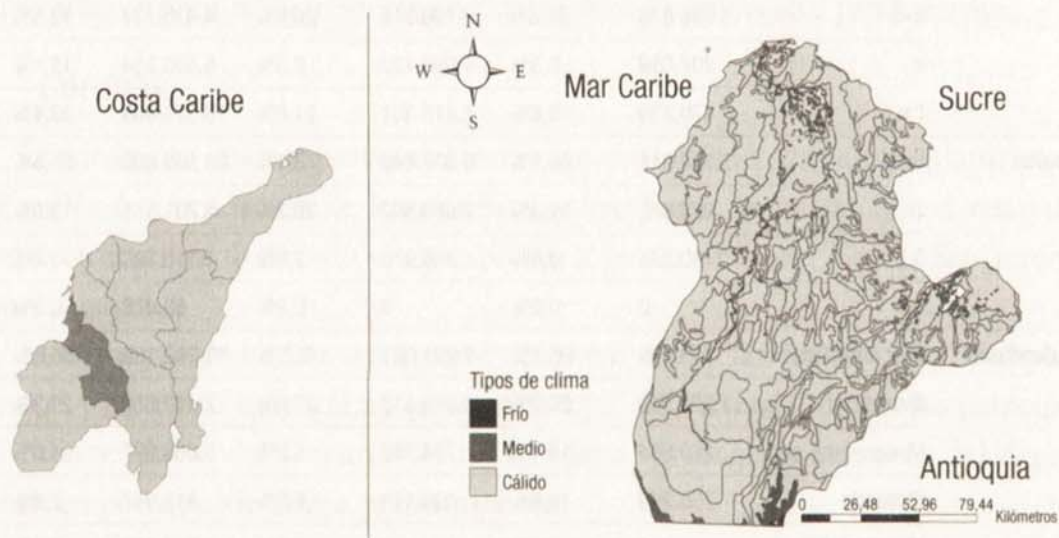 Costa Caribe
N
W E
S
Mar Caribe
Sucre
Tipos de clima
Frío
Medio
Cálido
Antioquia
0 26,48 52,96 79,44
Kilómetros